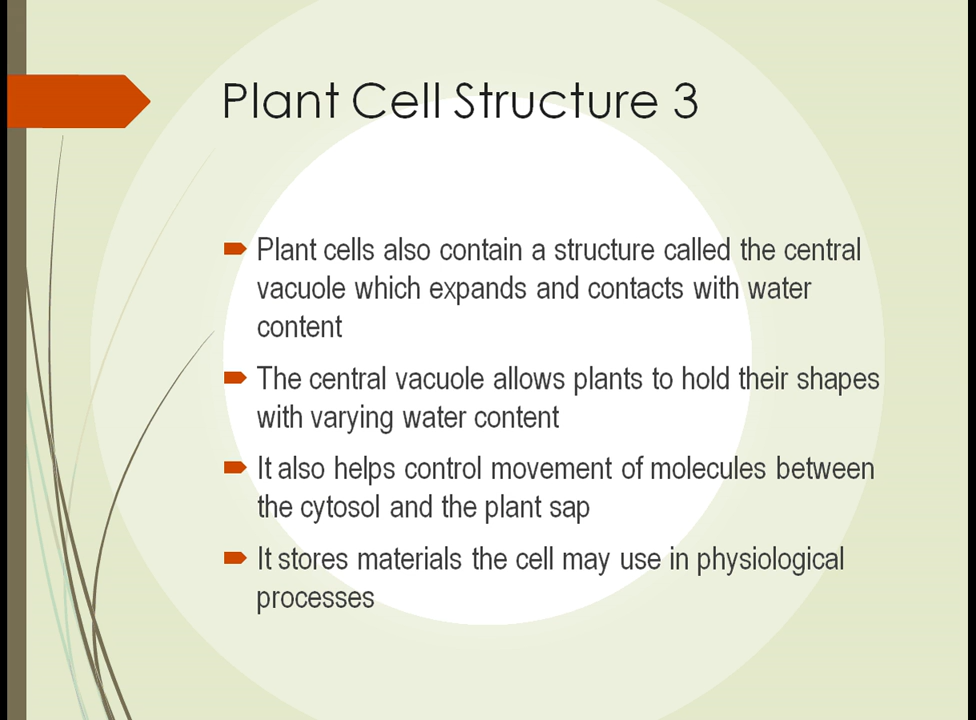 Plant Cell Structure 3
Plant cells also contain a structure called the central
vacuole which expands and contacts with water
content
The central vacuole allows plants to hold their shapes
with varying water content
It also helps control movement of molecules between
the cytosol and the plant sap
It stores materials the cell may use in physiological
processes